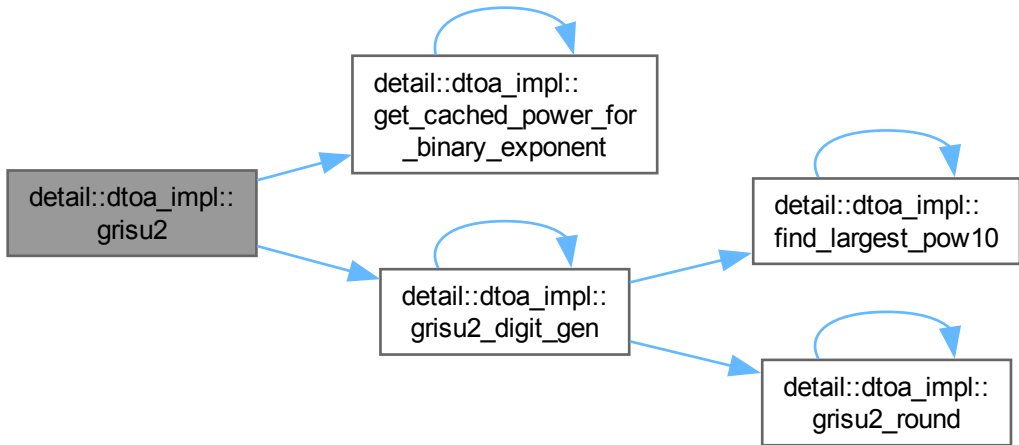 detail::dtoa_impl::
grisu2
detail::dtoa_impl::
get_cached_power_for
_binary_exponent
detail::dtoa_impl::
grisu2_digit_gen
detail::dtoa_impl::
find_largest_pow10
detail::dtoa_impl::
grisu2_round